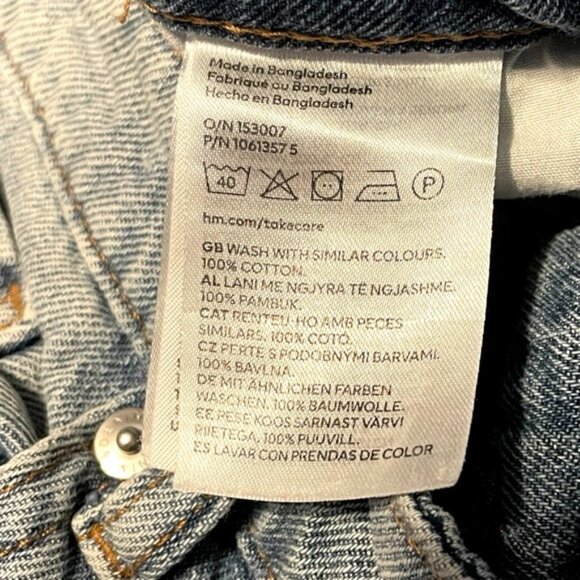 Made in Bangladesh
Fabriqué au Bangladesh
Hecho en Bangladesh
O/N 153007
P/N 1061357 5
40
P
hm.com/takecare
GB WASH WITH SIMILAR COLOURS.
100% COTTON.
AL LANI ME NGJYRA TË NGJASHME.
100% PAMBUK.
CAT RENTEU-HO AMB PECES
SIMILARS. 100% COTÓ.
CZ PERTE S PODOBNÝMI BARVAMI.
100% BAVLNA.
DE MIT ÄHNLICHEN FARBEN
WASCHEN. 100% BAUMWOLLE.
EE PESE KOOS SARNAST VÄRVI
RIIETEGA. 100% PUUVILL.
ES LAVAR CON PRENDAS DE COLOR